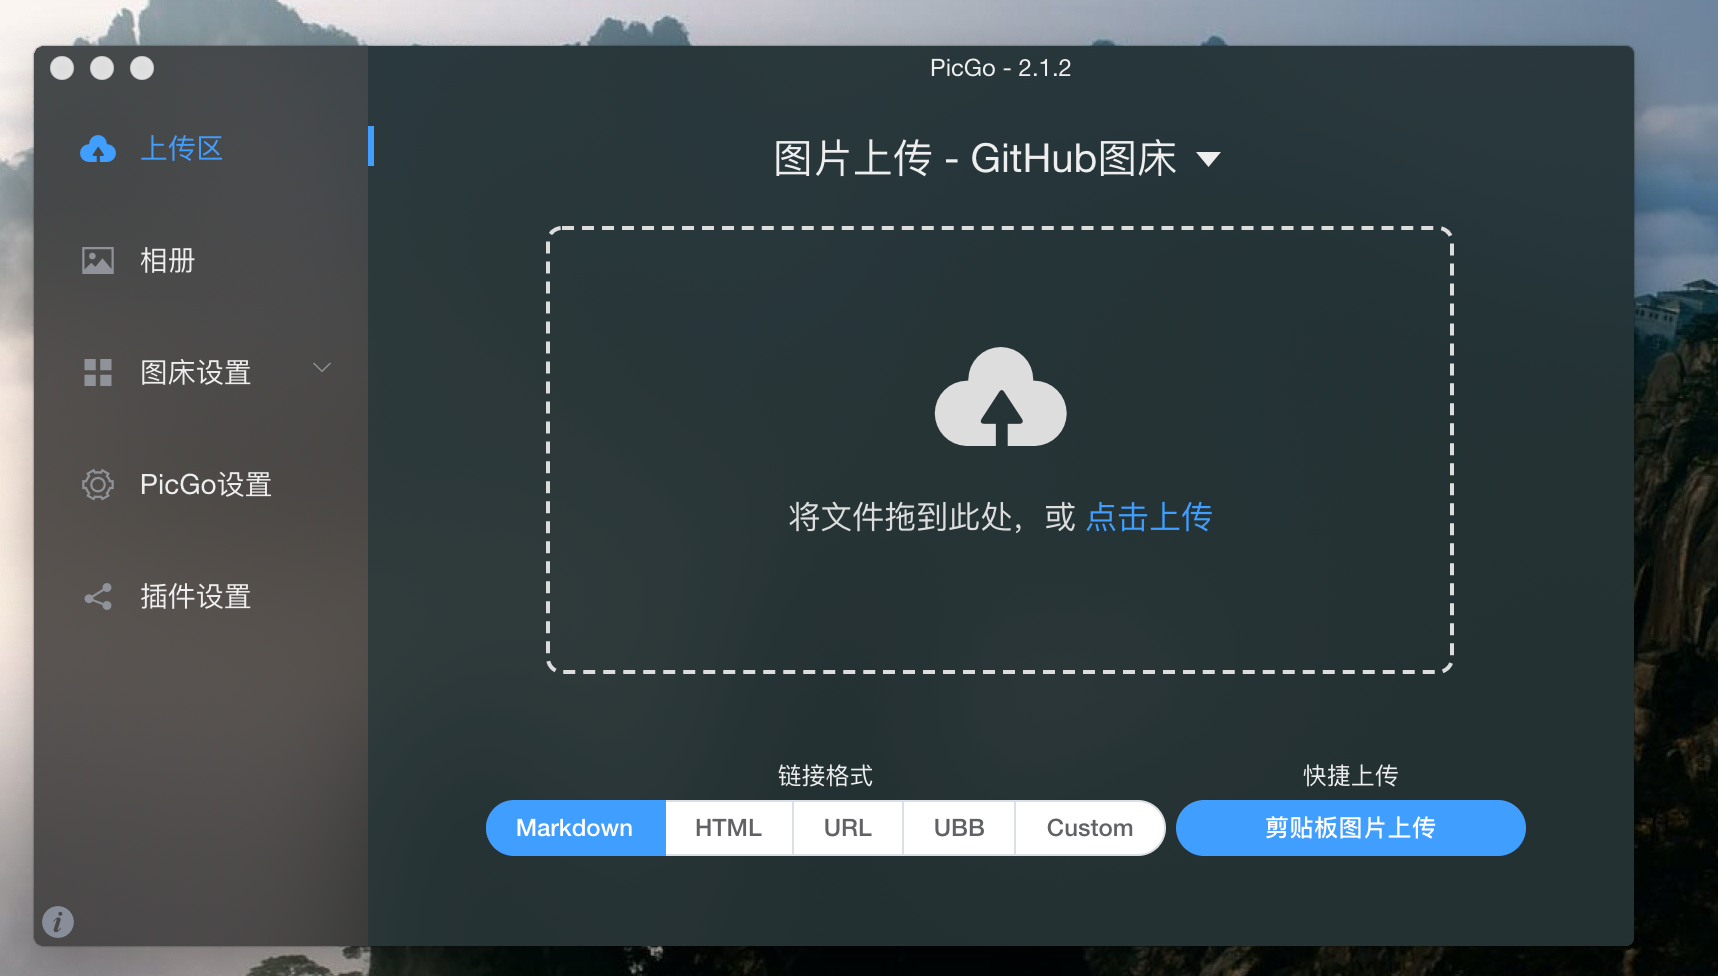 PicGo - 2.1.2
上传区
相册
图床设置
PicGo设置
插件设置
图片上传 - GitHub图床
将文件拖到此处，或 点击上传
链接格式
Markdown
HTML
URL
UBB
Custom
快捷上传
剪贴板图片上传
i